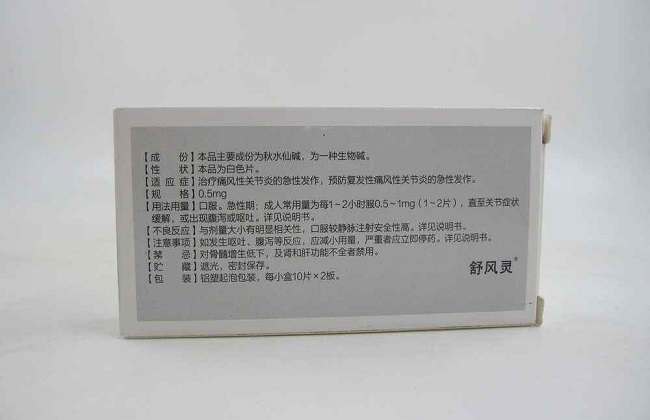 【成 份】本品主要成份为秋水仙碱，为一种生物碱。
【性 状】本品为白色片。
【适 应 症】治疗痛风性关节炎的急性发作，预防复发性痛风性关节炎的急性发作。
【规 格】0.5mg
【用法用量】口服。急性期：成人常用量为每1~2小时服0.5~1mg（1~2片），直至关节症状
缓解，或出现腹泻或呕吐。详见说明书。
【不良反应】与剂量大小有明显相关性，口服较静脉注射安全性高。详见说明书。
【注意事项】如发生呕吐、腹泻等反应，应减小用量，严重者应立即停药。详见说明书。
【禁 忌】对骨髓增生低下，及肾和肝功能不全者禁用。
【贮 藏】遮光，密封保存。
【包 装】铝塑起泡包装，每小盒10片×2板。
舒风灵®